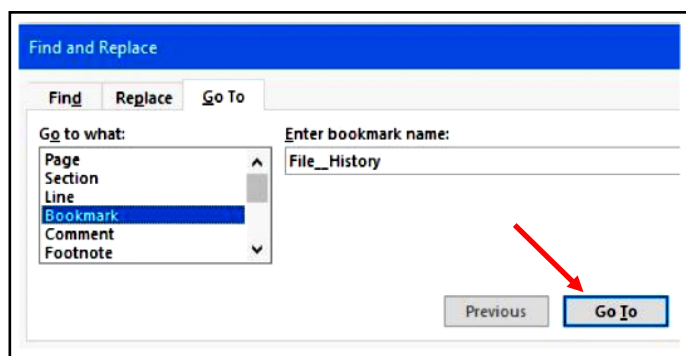 Find and Replace
Find Replace Go To
Go to what: Enter bookmark name:
Page File__History
Section
Line
Bookmark
Comment
Footnote
Previous Go To